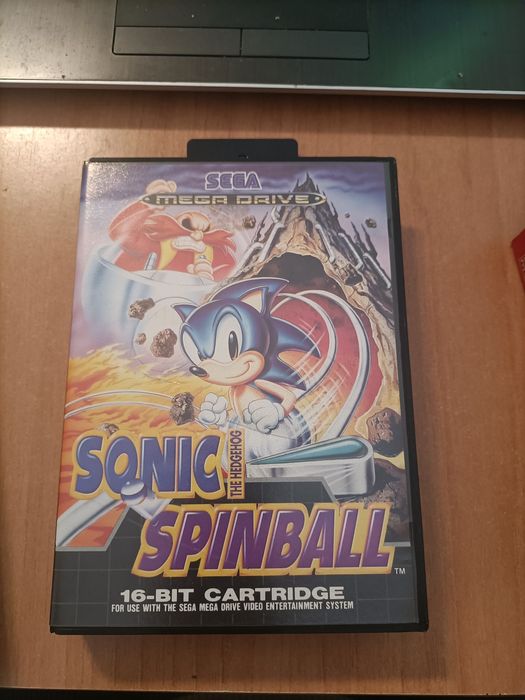 SEGA
MEGA DRIVE
SONIC
THE HEDGEHOG
SPINBALL
TM
16-BIT CARTRIDGE
FOR USE WITH THE SEGA MEGA DRIVE VIDEO ENTERTAINMENT SYSTEM